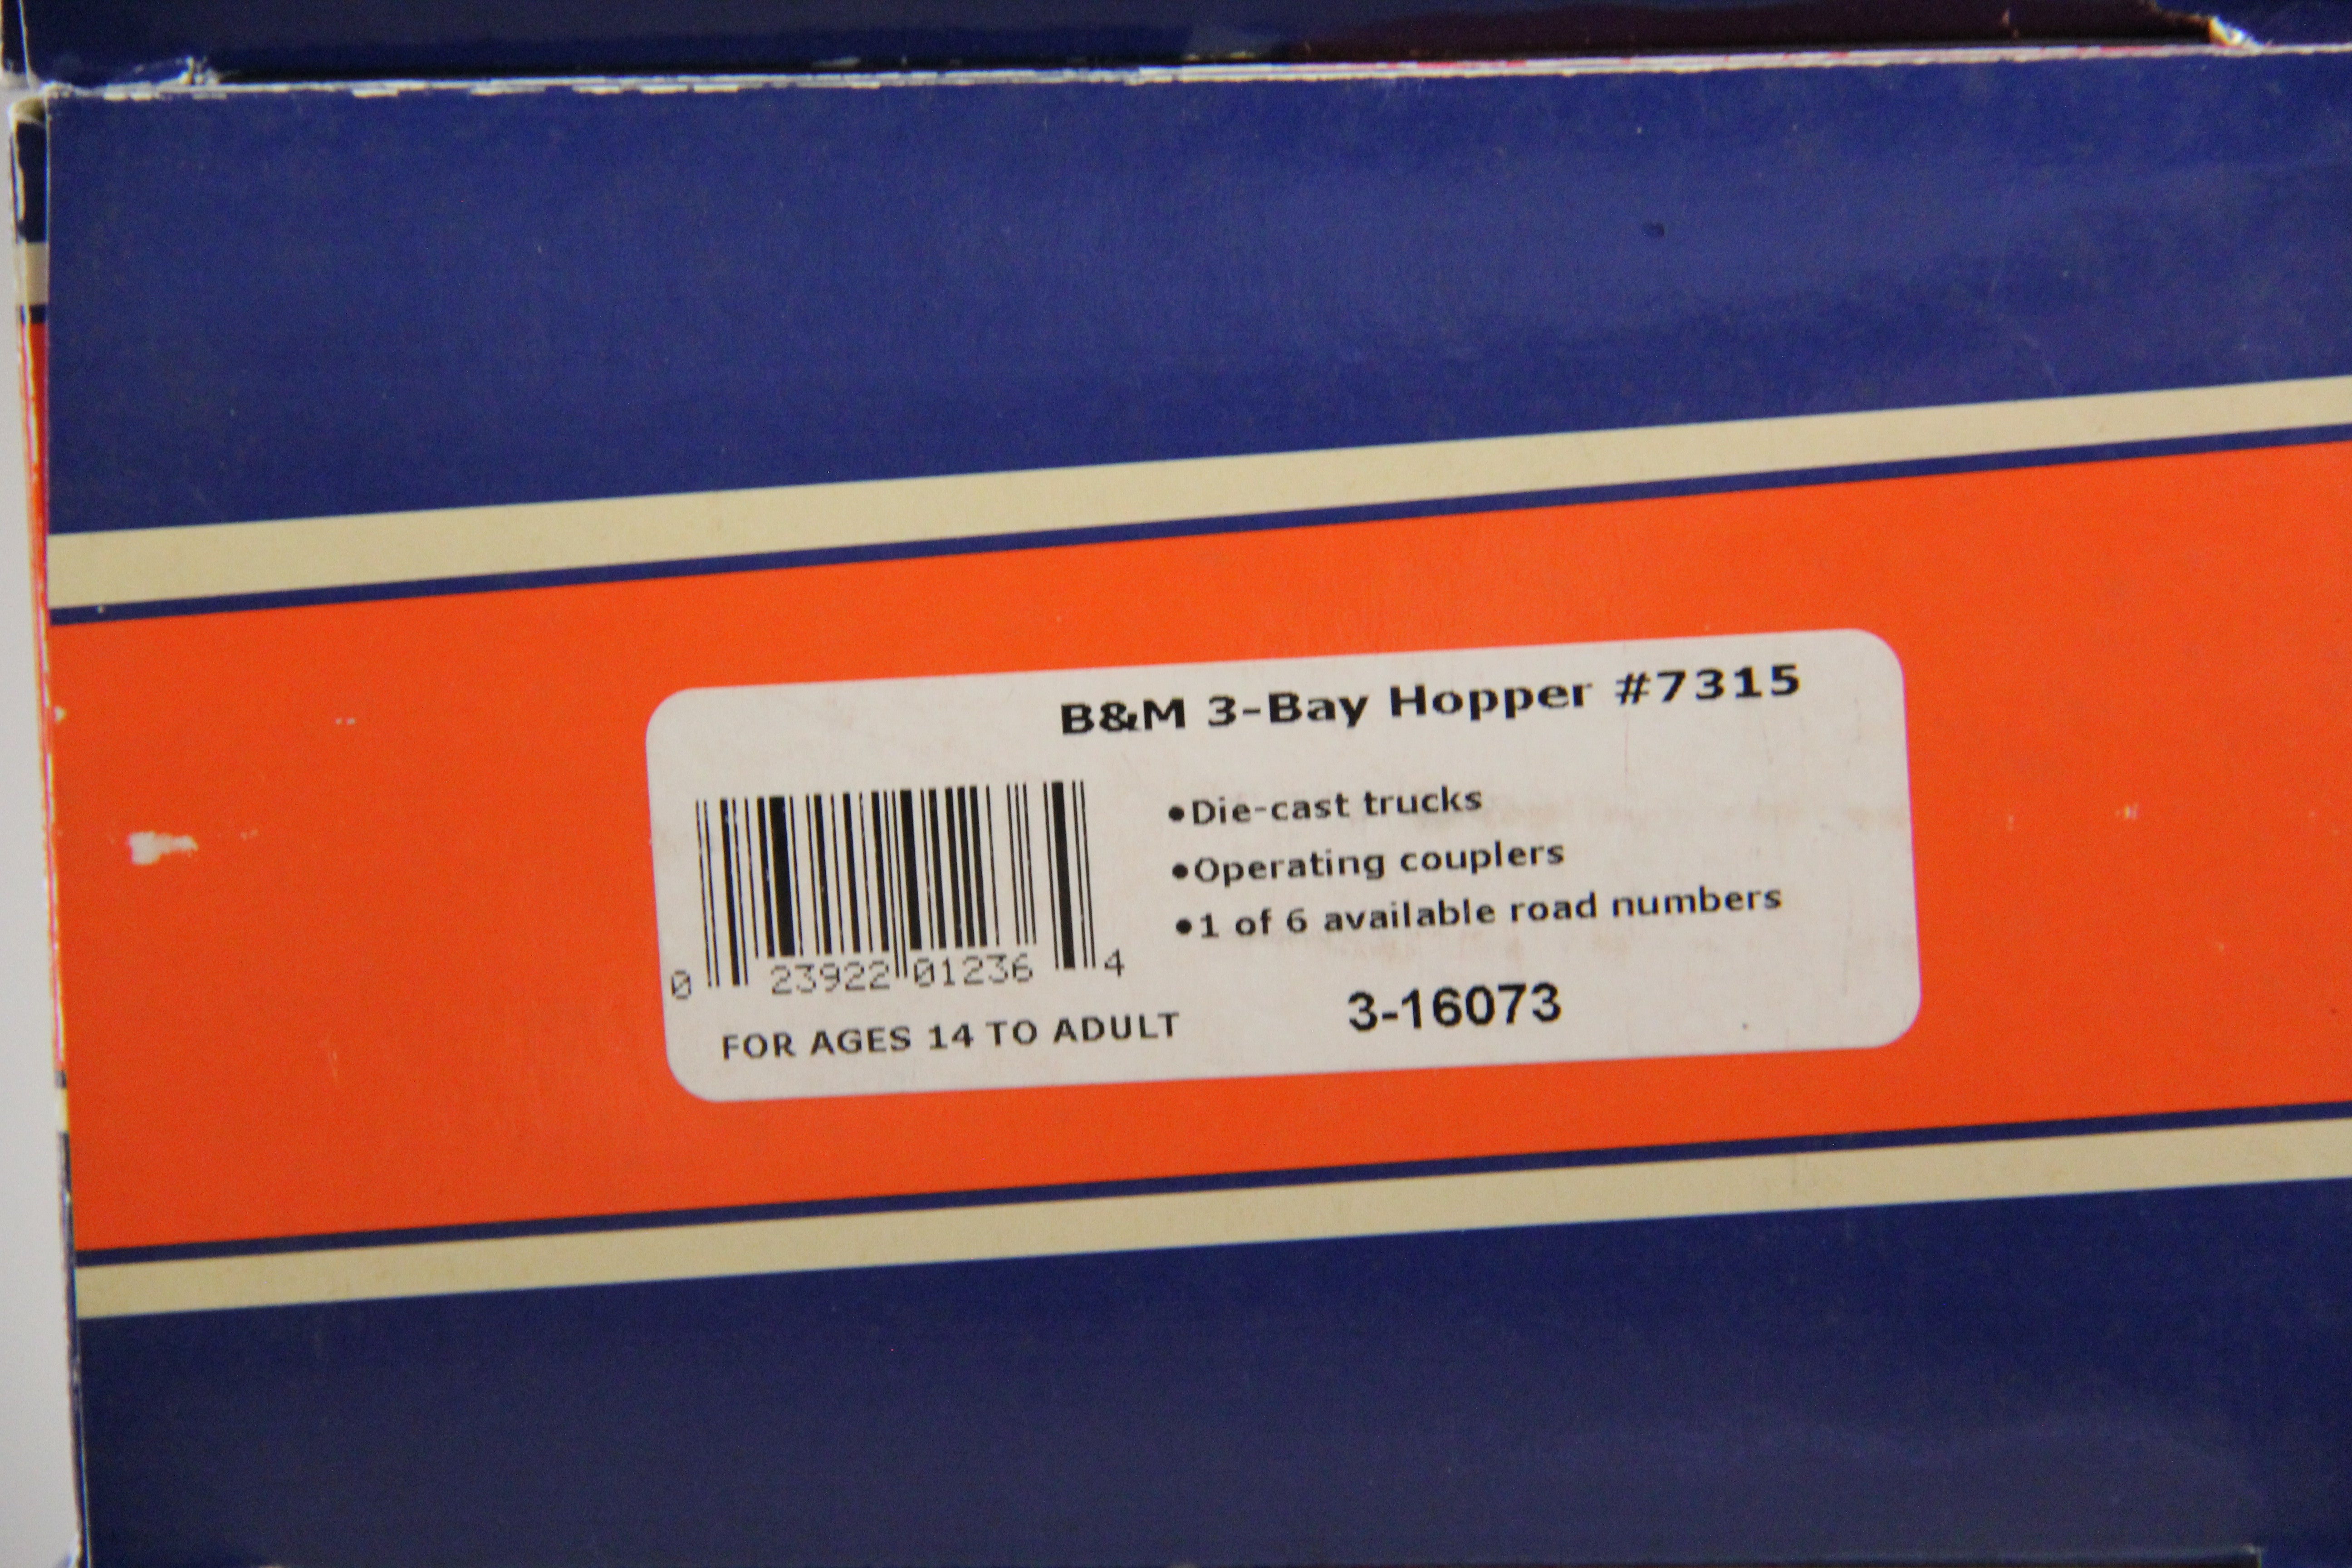 B&M 3-Bay Hopper #7315
•Die-cast trucks
•Operating couplers
•1 of 6 available road numbers
0 23922 01236 4
FOR AGES 14 TO ADULT
3-16073